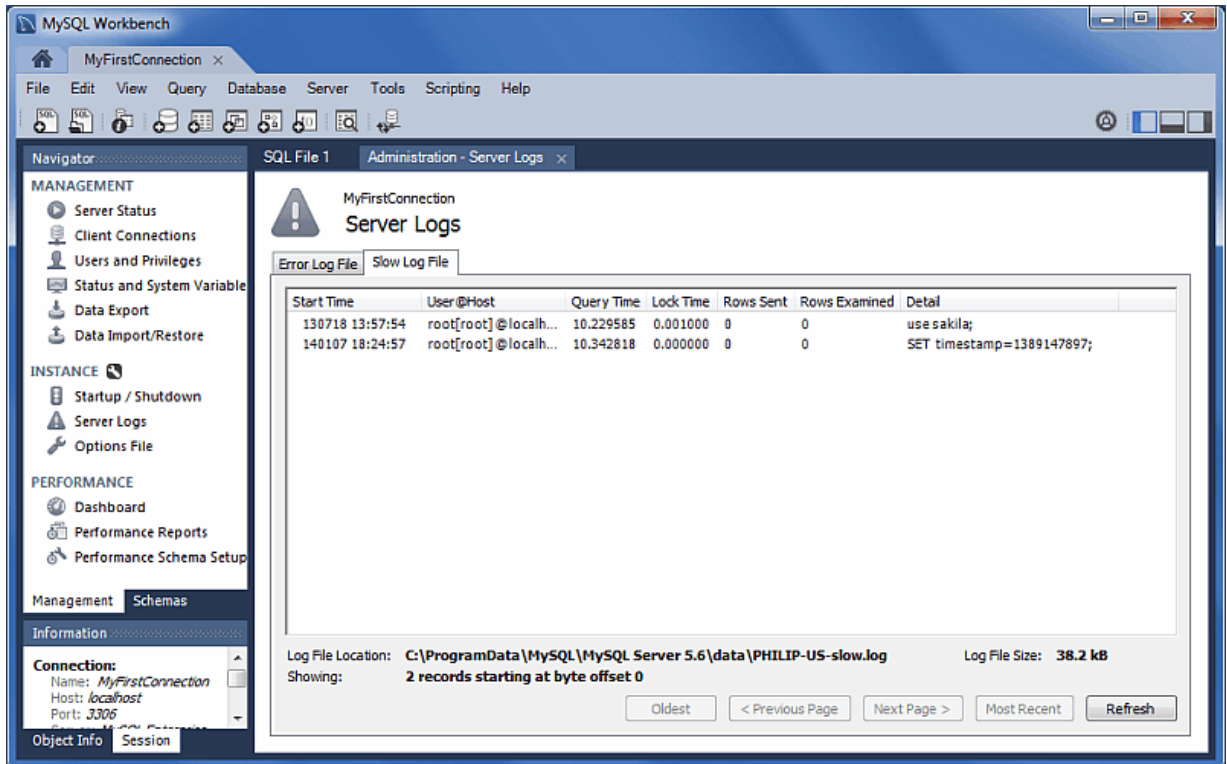 MySQL Workbench
MyFirstConnection
File Edit View Query Database Server Tools Scripting Help
Navigator
MANAGEMENT
Server Status
Client Connections
Users and Privileges
Status and System Variable
Data Export
Data Import/Restore
INSTANCE
Startup / Shutdown
Server Logs
Options File
PERFORMANCE
Dashboard
Performance Reports
Performance Schema Setup
Management Schemas
Information
Connection:
Name: MyFirstConnection
Host: localhost
Port: 3306
Object Info Session
SQL File 1 Administration - Server Logs
MyFirstConnection
Server Logs
Error Log File Slow Log File
Start Time User@Host Query Time Lock Time Rows Sent Rows Examined Detail
130718 13:57:54 root[root] @ localh... 10.229585 0.001000 0 0 use sakila;
140107 18:24:57 root[root] @ localh... 10.342818 0.000000 0 0 SET timestamp=1389147897;
Log File Location: C:\ProgramData\MySQL\MySQL Server 5.6\data\PHILIP-US-slow.log Log File Size: 38.2 kB
Showing: 2 records starting at byte offset 0
Oldest < Previous Page Next Page > Most Recent Refresh